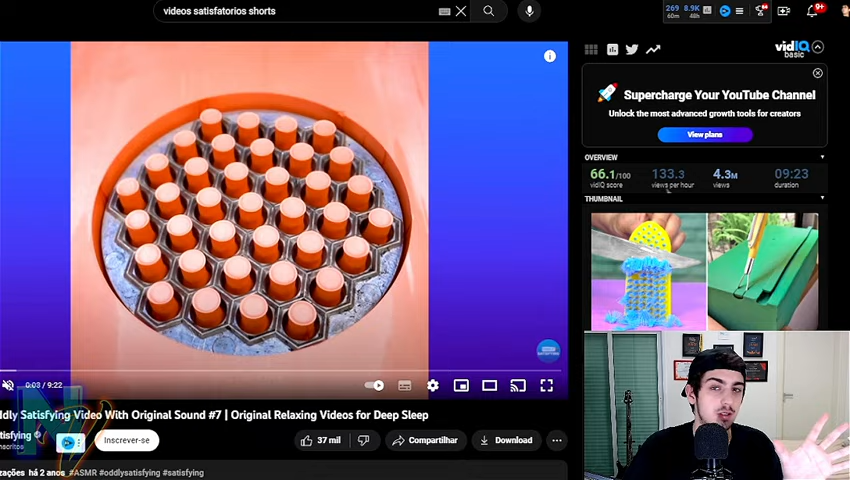 videos satisfatorios shorts
269 8.9K
60m 48h
9+
vidIQ
basic
Supercharge Your YouTube Channel
Unlock the most advanced growth tools for creators
View plans
OVERVIEW
66.1/100 133.3 4.3M 09:23
vidIQ score views per hour views duration
THUMBNAIL
0:03 / 9:22
ddly Satisfying Video With Original Sound #7 | Original Relaxing Videos for Deep Sleep
tisfying
nscritos
Inscrever-se
37 mil
Compartilhar
Download
zações há 2 anos #ASMR #oddlysatisfying #satisfying